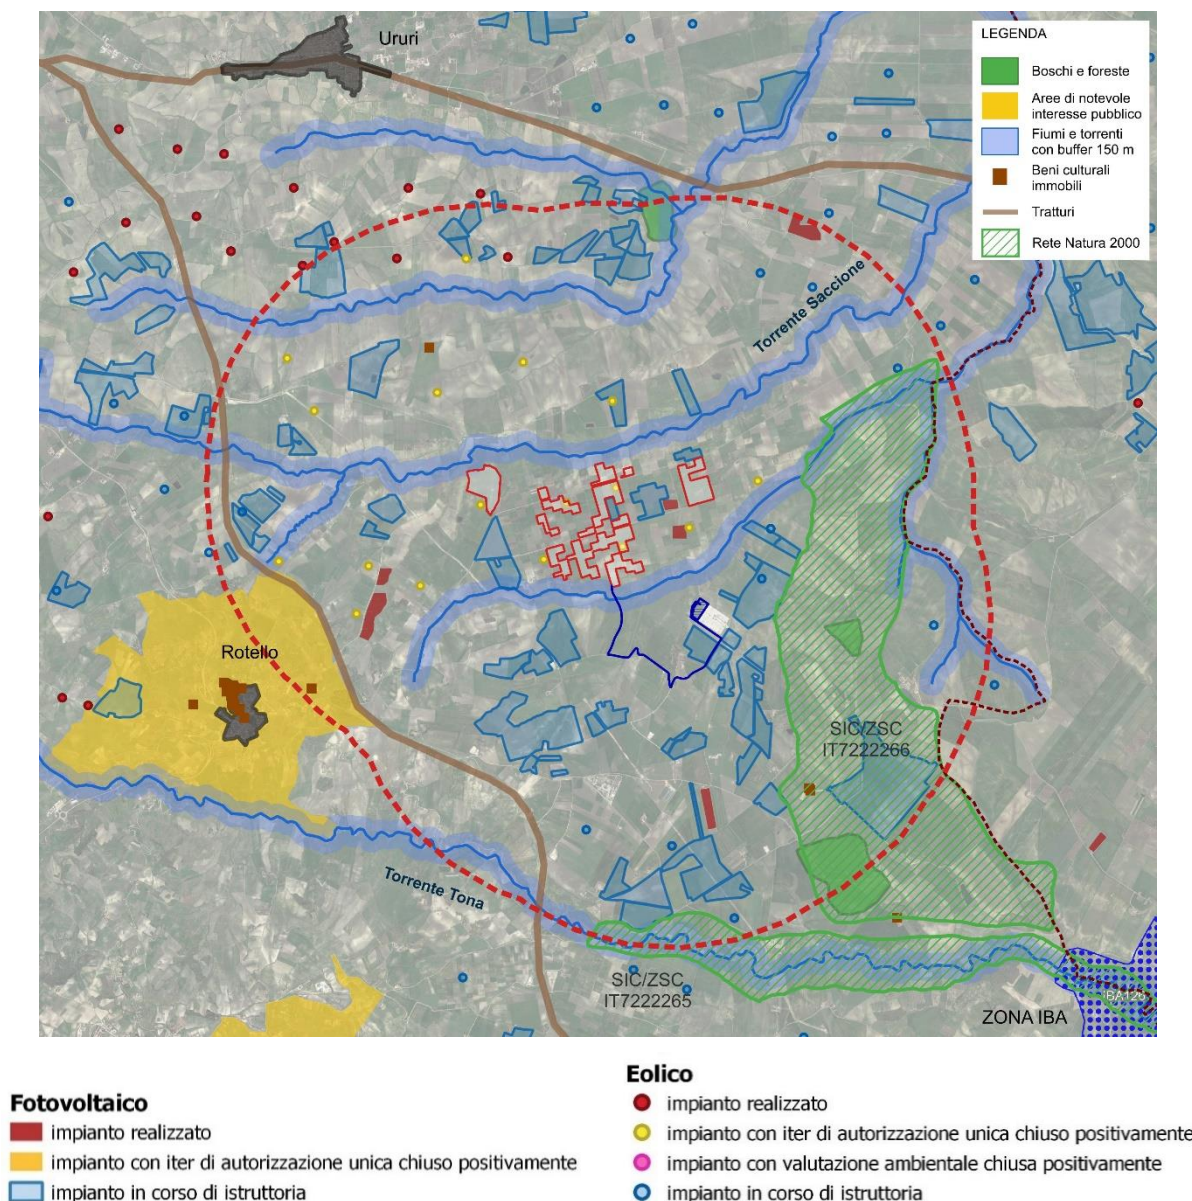 Ururi
LEGENDA
Boschi e foreste
Aree di notevole
interesse pubblico
Fiumi e torrenti
con buffer 150 m
Beni culturali
immobili
Tratturi
Rete Natura 2000
Torrente Saccione
Rotello
SIC/ZSC
IT7222266
Torrente Tona
SIC/ZSC
IT7222265
IBA126
ZONA IBA
Fotovoltaico
impianto realizzato
impianto con iter di autorizzazione unica chiuso positivamente
impianto in corso di istruttoria
Eolico
impianto realizzato
impianto con iter di autorizzazione unica chiuso positivamente
impianto con valutazione ambientale chiusa positivamente
impianto in corso di istruttoria